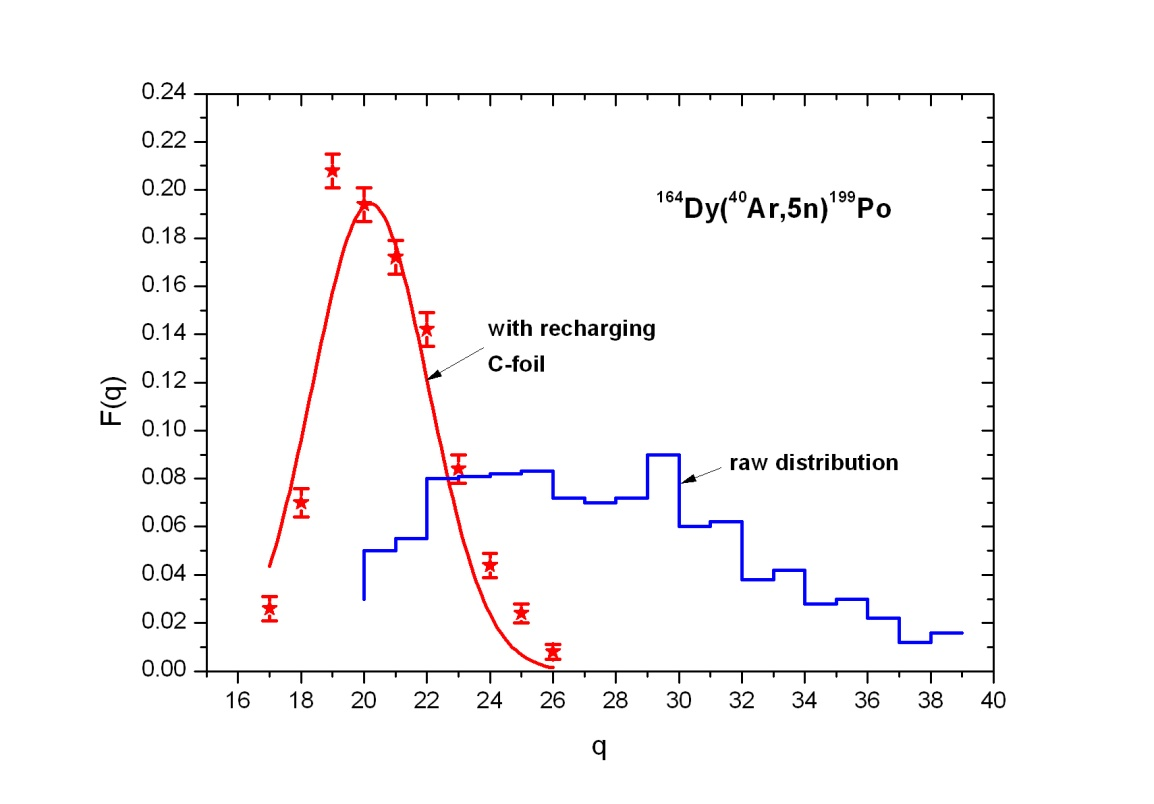 0.24
0.22
0.20
0.18
0.16
0.14
0.12
0.10
0.08
0.06
0.04
0.02
0.00
F(q)
164Dy(40Ar,5n)199Po
with recharging
C-foil
raw distribution
16 18 20 22 24 26 28 30 32 34 36 38 40
q